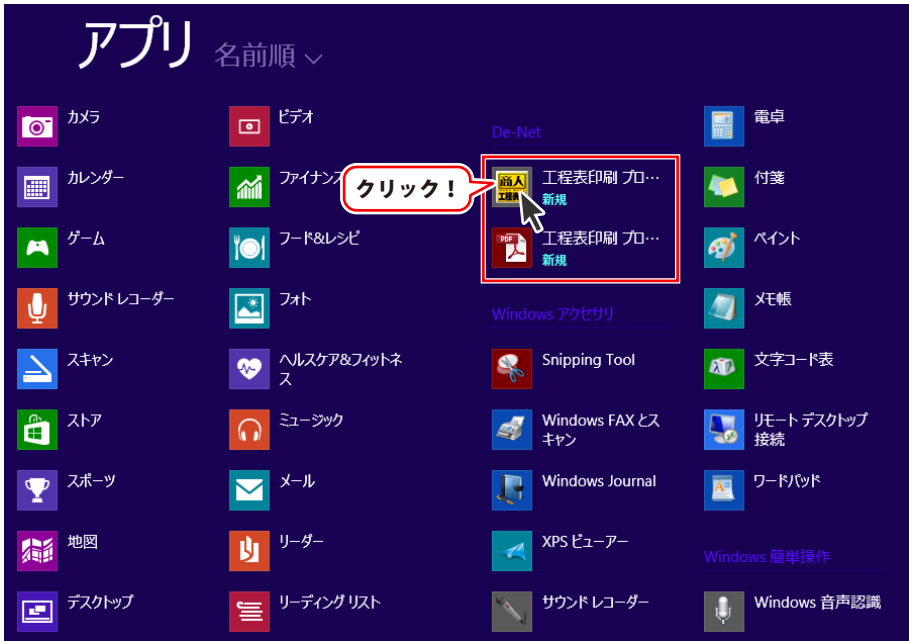 アプリ 名前順
カメラ
カレンダー
ゲーム
サウンド レコーダー
スキャン
ストア
スポーツ
地図
デスクトップ
ビデオ
ファイナンス
クリック！
フード&レシピ
フォト
ヘルスケア&フィットネ
ス
ミュージック
メール
リーダー
リーディング リスト
De-Net
商人
工程表
工程表印刷 プロ…
新規
PDF
工程表印刷 プロ…
新規
Windows アクセサリ
Snipping Tool
Windows FAX とス
キャン
Windows Journal
XPS ビューアー
サウンド レコーダー
電卓
付箋
ペイント
メモ帳
文字コード表
リモート デスクトップ
接続
ワードパッド
Windows 簡単操作
Windows 音声認識